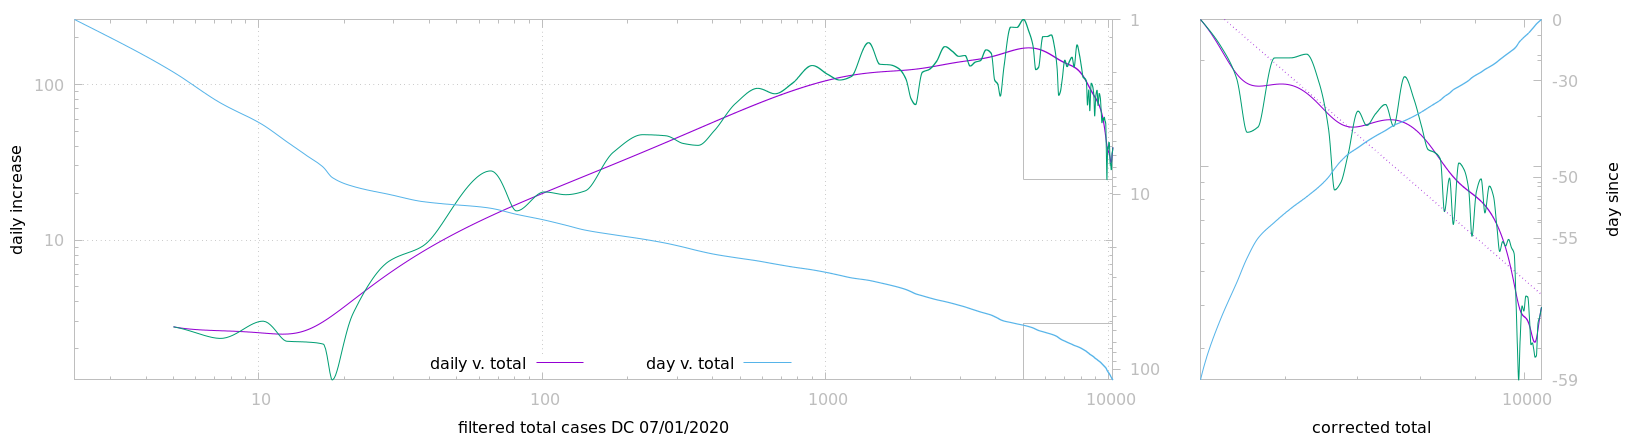 daily increase
100
10
daily v. total
day v. total
1
10
100
10
100
1000
10000
filtered total cases DC 07/01/2020
0
-30
-50
-55
-59
day since
10000
corrected total